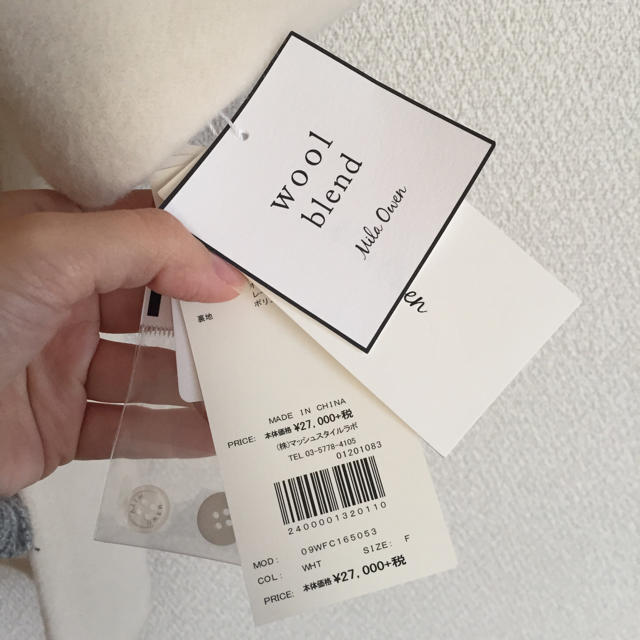 wool
blend
Mila Owen
en
裏地
MADE IN CHINA
PRICE: 本体価格 ¥27,000+税
(株)マッシュスタイルラボ
TEL 03-5778-4105
01201083
2400001320110
MOD: 09WFC165053
COL: WHT SIZE: F
PRICE: 本体価格 ¥27,000+税